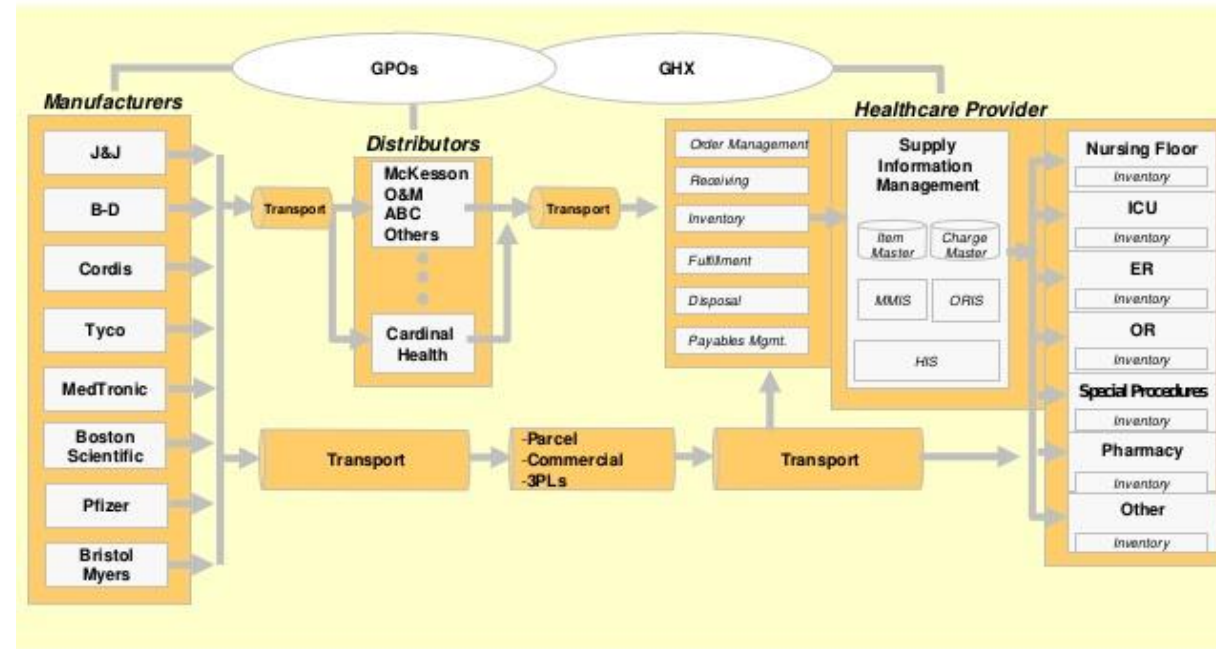 GPOs
GHX
Manufacturers
J&J
B-D
Cordis
Tyco
MedTronic
Boston
Scientific
Pfizer
Bristol
Myers
Transport
Distributors
McKesson
O&M
ABC
Others
Cardinal
Health
Transport
Transport
-Parcel
-Commercial
-3PLs
Transport
Healthcare Provider
Order Management
Receiving
Inventory
Fulfillment
Disposal
Payables Mgmt.
Supply
Information
Management
Item
Master
Charge
Master
MMIS
ORIS
HIS
Nursing Floor
Inventory
ICU
Inventory
ER
Inventory
OR
Inventory
Special Procedures
Inventory
Pharmacy
Inventory
Other
Inventory